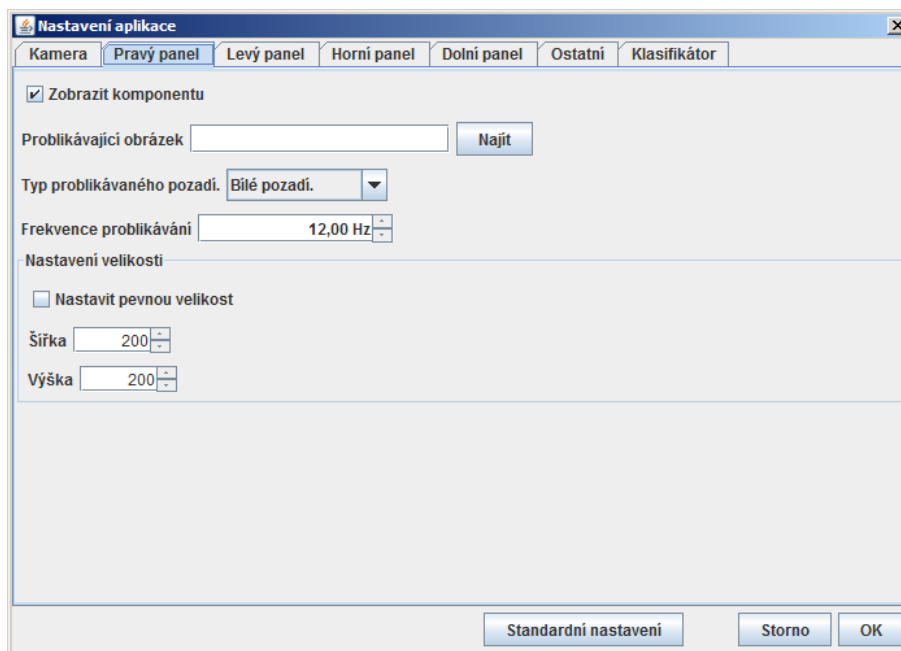 Nastavení aplikace
Kamera Pravý panel Levý panel Horní panel Dolní panel Ostatní Klasifikátor
Zobrazit komponentu
Problikávající obrázek Najít
Typ problikávaného pozadí. Bílé pozadí.
Frekvence problikávání 12,00 Hz
Nastavení velikosti
Nastavit pevnou velikost
Šířka 200
Výška 200
Standardní nastavení Storno OK